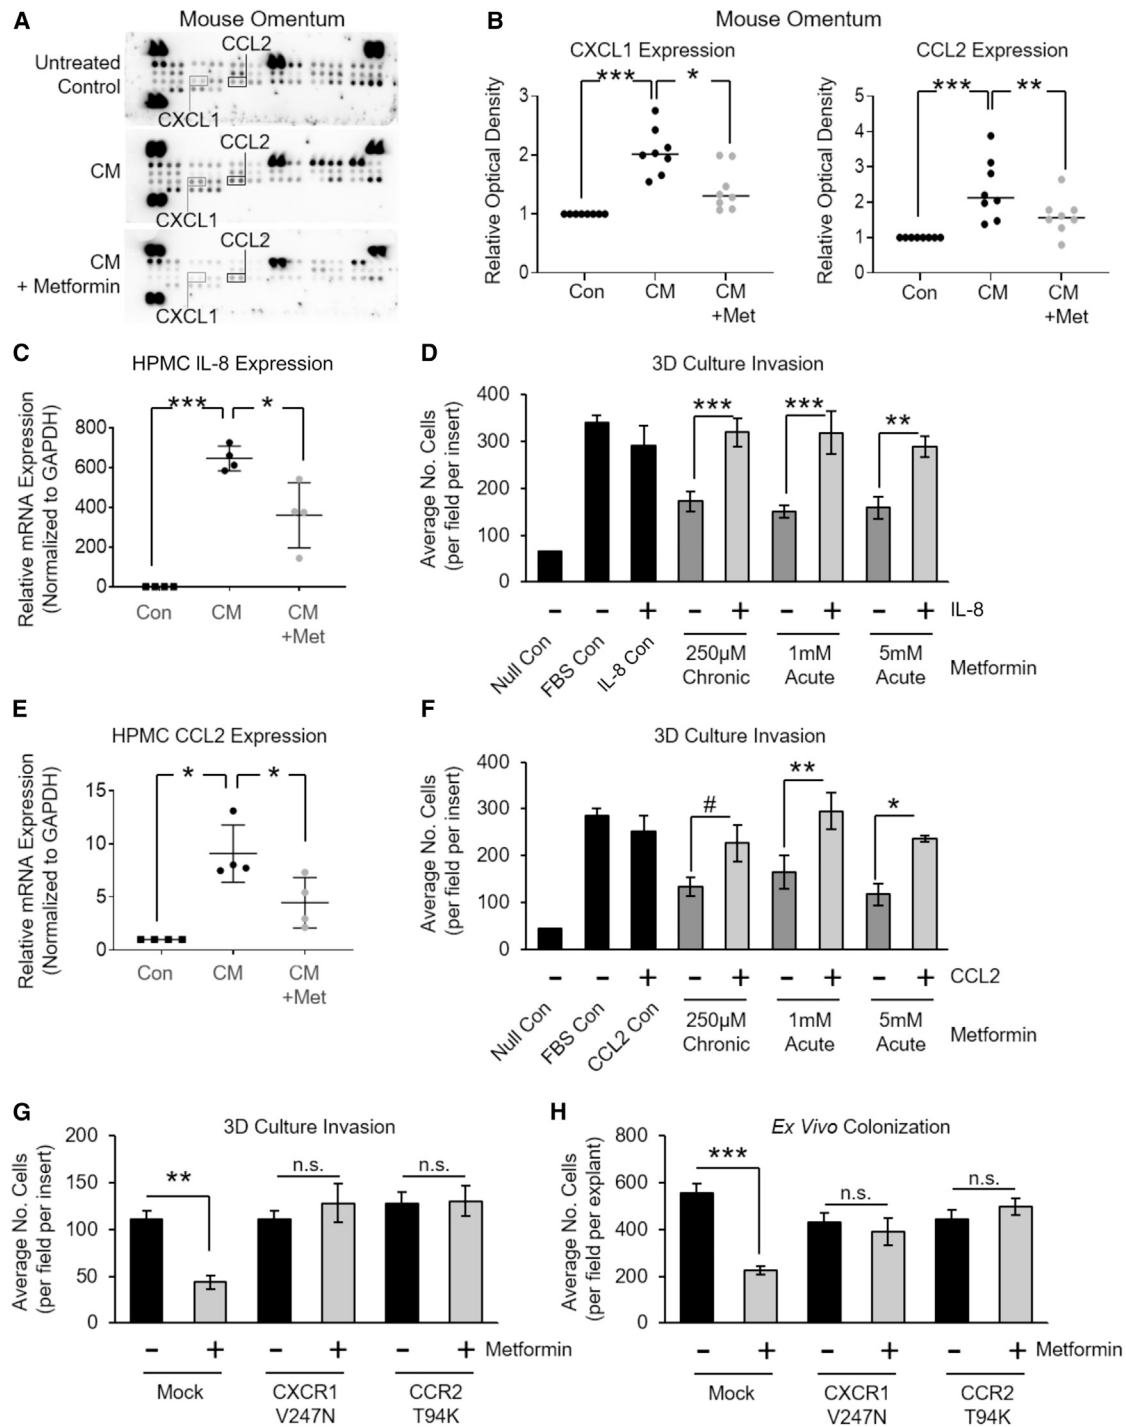 A
Mouse Omentum
CCL2
Untreated
Control
CXCL1
CCL2
CM
CXCL1
CCL2
CM
+ Metformin
CXCL1
B
Mouse Omentum
CXCL1 Expression
Relative Optical Density
3
2
1
0
***
*
Con
CM
CM
+Met
CCL2 Expression
Relative Optical Density
5
4
3
2
1
0
***
**
Con
CM
CM
+Met
C
HPMC IL-8 Expression
Relative mRNA Expression
(Normalized to GAPDH)
800
600
400
200
0
***
*
Con
CM
CM
+Met
D
3D Culture Invasion
Average No. Cells
(per field per insert)
400
300
200
100
0
***
***
**
– – + – + – + – + IL-8
Null Con
FBS Con
IL-8 Con
250µM
Chronic
1mM
Acute
5mM
Acute
Metformin
E
HPMC CCL2 Expression
Relative mRNA Expression
(Normalized to GAPDH)
15
10
5
0
*
*
Con
CM
CM
+Met
F
3D Culture Invasion
Average No. Cells
(per field per insert)
400
300
200
100
0
#
**
*
– – + – + – + – + CCL2
Null Con
FBS Con
CCL2 Con
250µM
Chronic
1mM
Acute
5mM
Acute
Metformin
G
3D Culture Invasion
Average No. Cells
(per field per insert)
200
150
100
50
0
**
n.s.
n.s.
– + – + – + Metformin
Mock
CXCR1
V247N
CCR2
T94K
H
Ex Vivo Colonization
Average No. Cells
(per field per explant)
800
600
400
200
0
***
n.s.
n.s.
– + – + – + Metformin
Mock
CXCR1
V247N
CCR2
T94K